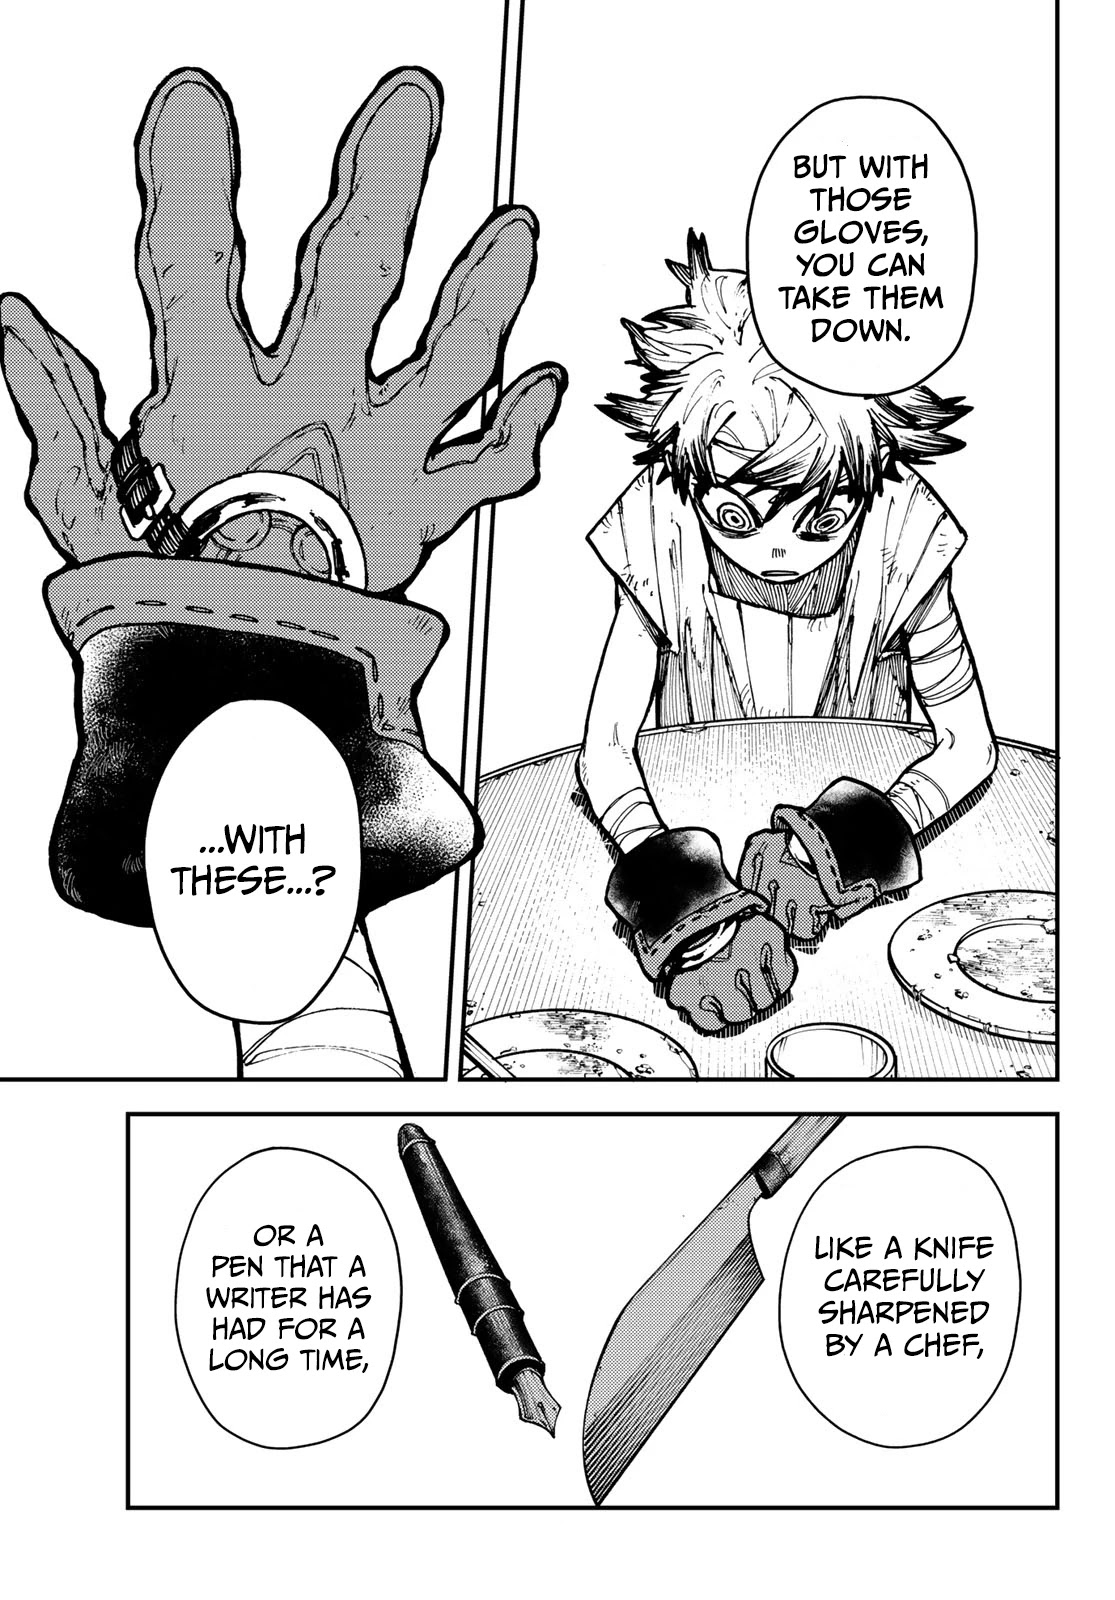 BUT WITH
THOSE
GLOVES,
YOU CAN
TAKE THEM
DOWN.
...WITH
THESE...?
LIKE A KNIFE
CAREFULLY
SHARPENED
BY A CHEF,
OR A
PEN THAT A
WRITER HAS
HAD FOR A
LONG TIME,